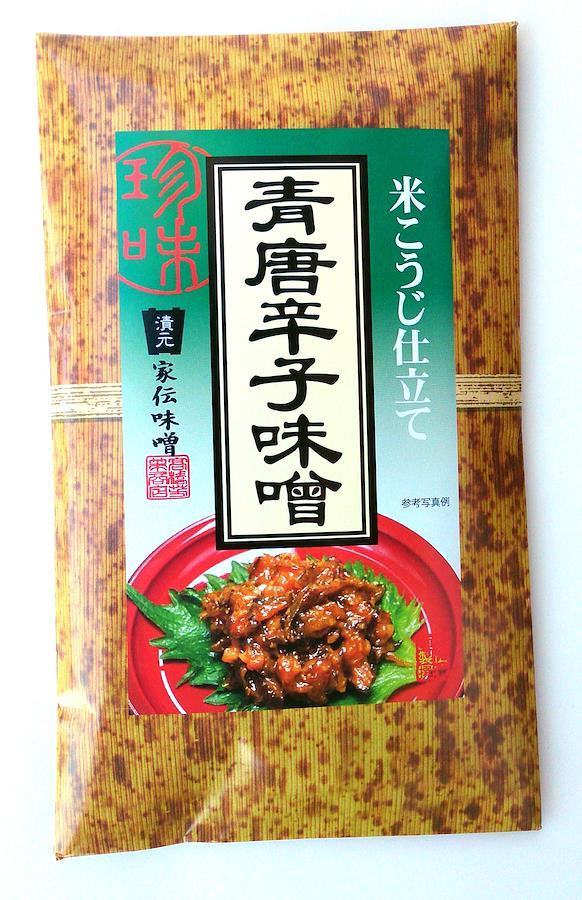 米こうじ仕立て
青唐辛子味噌
珍味
漬元
家伝味噌
参考写真例